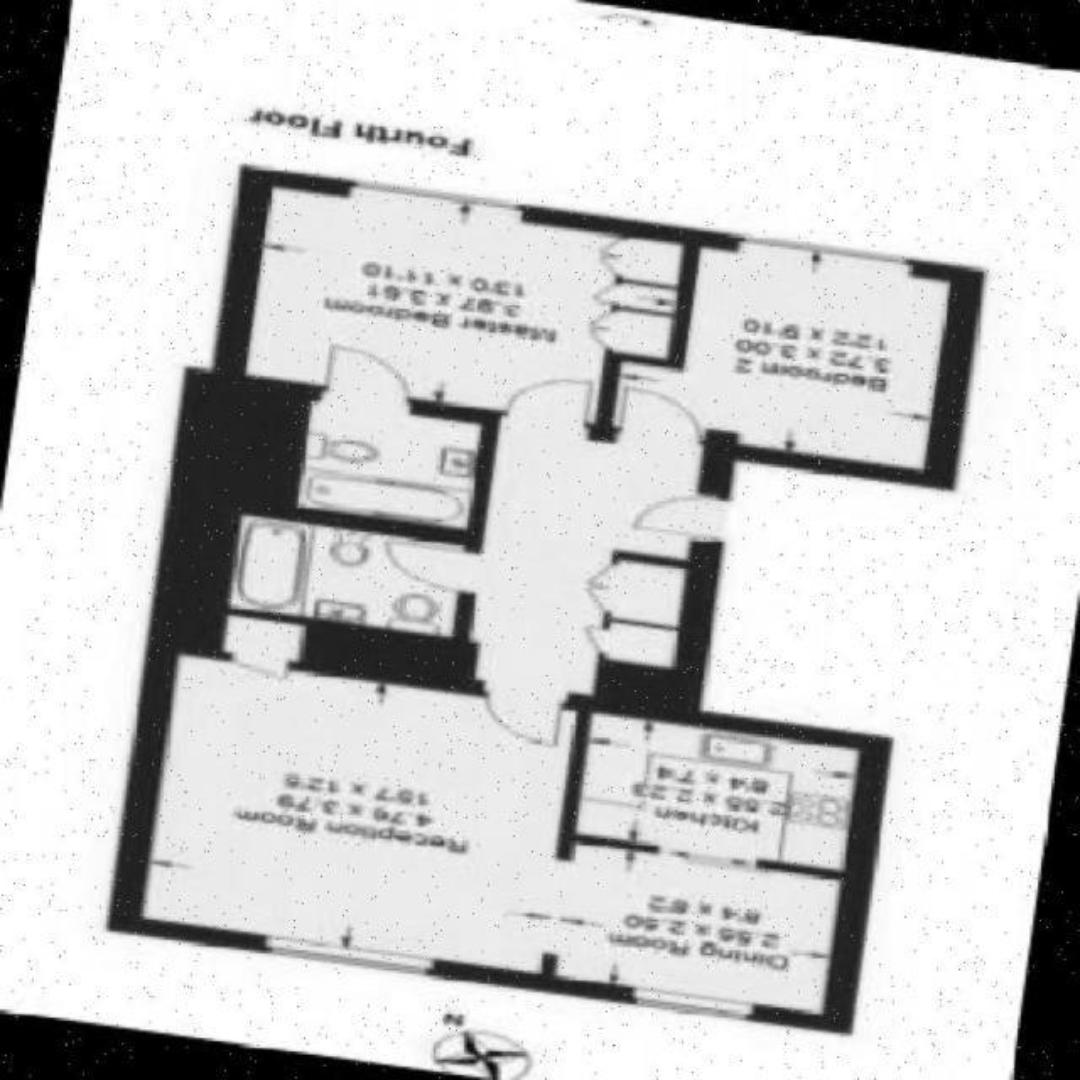 N
Dining Room
2.55 x 2.50
8'4 x 8'2
Kitchen
2.55 x 2.23
8'4 x 7'4
Reception Room
4.76 x 3.79
15'7 x 12'5
Bedroom 2
3.72 x 3.00
12'2 x 9'10
Master Bedroom
3.97 x 3.61
13'0 x 11'10
Fourth Floor